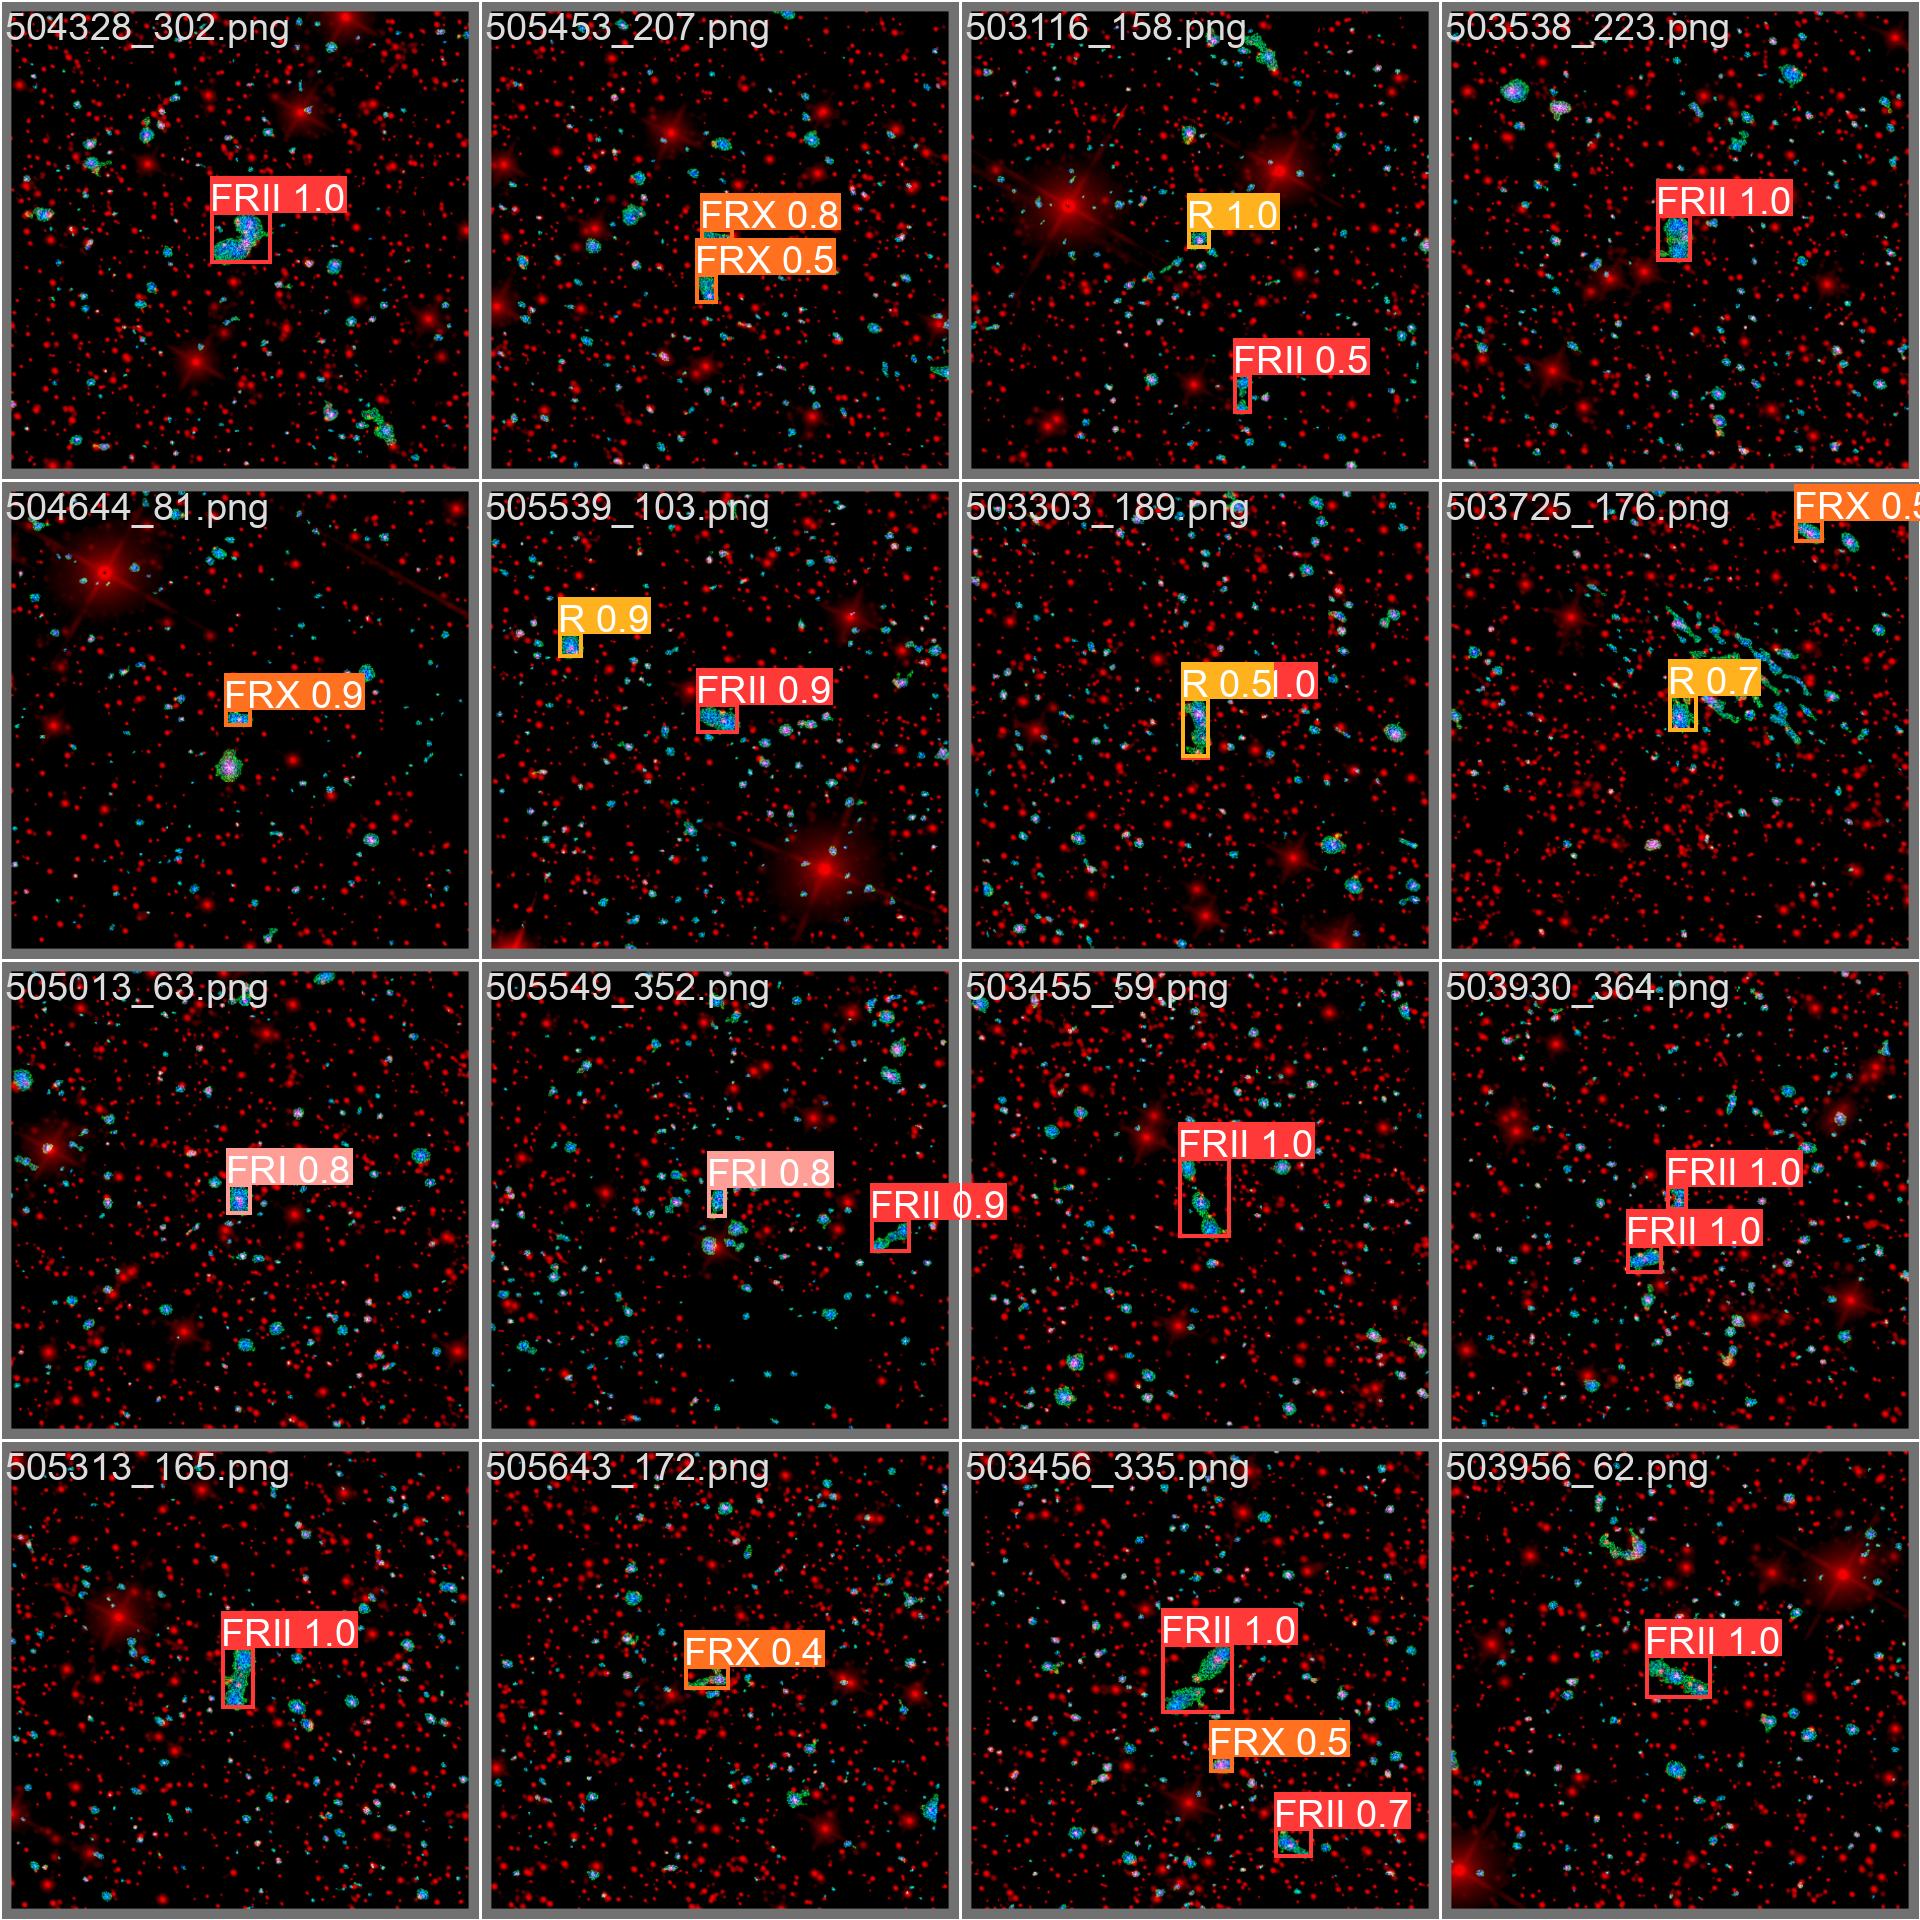 504328_302.png
505453_207.png
503116_158.png
503538_223.png
FRII 1.0
FRX 0.8
FRX 0.5
R 1.0
FRII 0.5
FRII 1.0
504644_81.png
505539_103.png
503303_189.png
503725_176.png
FRX 0.9
R 0.9
FRII 0.9
R 0.5
1.0
FRX 0.5
R 0.7
505013_63.png
505549_352.png
503455_59.png
503930_364.png
FRI 0.8
FRI 0.8
FRII 0.9
FRII 1.0
FRII 1.0
FRII 1.0
505313_165.png
505643_172.png
503456_335.png
503956_62.png
FRII 1.0
FRX 0.4
FRII 1.0
FRX 0.5
FRII 0.7
FRII 1.0